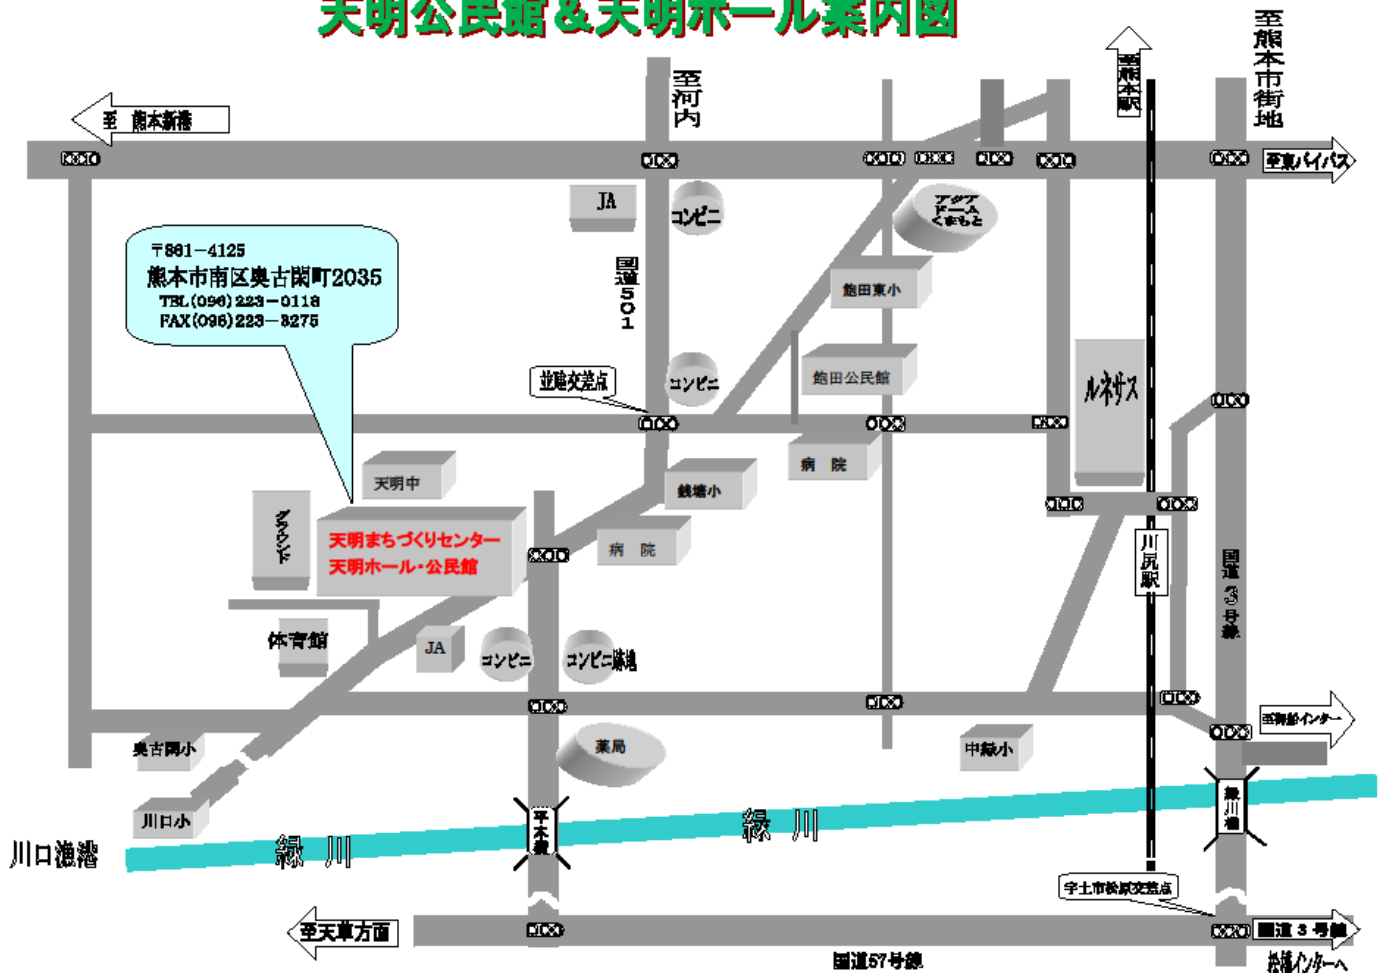 天明公民館&天明ホール案内図
至熊本市街地
至熊本駅
至河内
至 熊本新港
至東バイパス
JA
コンビニ
アクア
ドーム
くまもと
〒861-4125
熊本市南区奥古閑町2035
TEL(096)223-0118
FAX(096)223-3275
国道501
飽田東小
並建交差点
コンビニ
飽田公民館
ルネサス
病 院
天明中
銭塘小
グラウンド
天明まちづくりセンター
天明ホール・公民館
病 院
川尻駅
国道3号線
体育館
JA
コンビニ
コンビニ跡地
至御船インター
奥古閑小
薬局
中緑小
川口小
平木橋
緑川橋
川口漁港
緑 川
緑 川
宇土市松原交差点
至天草方面
国道3号線
国道57号線
松橋インターへ